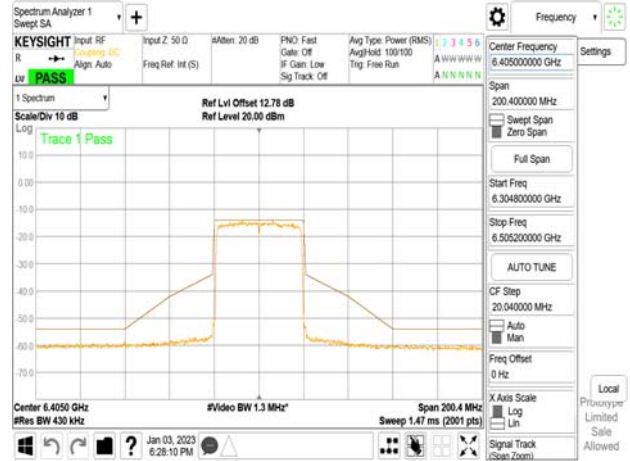 Spectrum Analyzer 1
Swept SA
Frequency
KEYSIGHT
Input: RF
Coupling: DC
Align: Auto
Input Z: 50 Ω
Freq Ref: Int (S)
#Atten: 20 dB
PNO: Fast
Gate: Off
IF Gain: Low
Sig Track: Off
Avg Type: Power (RMS)
Avg|Hold: 100/100
Trig: Free Run
1 2 3 4 5 6
A W W W W W
A N N N N N
R
LW PASS
Center Frequency
6.405000000 GHz
Settings
Span
200.400000 MHz
Swept Span
Zero Span
Full Span
Start Freq
6.304800000 GHz
Stop Freq
6.505200000 GHz
AUTO TUNE
CF Step
20.040000 MHz
Auto
Man
Freq Offset
0 Hz
X Axis Scale
Log
Lin
Signal Track
(Span Zoom)
Local
Prototype
Limited
Sale
Allowed
1 Spectrum
Scale/Div 10 dB
Ref Lvl Offset 12.78 dB
Ref Level 20.00 dBm
Log
Trace 1 Pass
10.0
0.00
-10.0
-20.0
-30.0
-40.0
-50.0
-60.0
-70.0
Center 6.4050 GHz
#Res BW 430 kHz
#Video BW 1.3 MHz*
Span 200.4 MHz
Sweep 1.47 ms (2001 pts)
?
Jan 03, 2023
6:28:10 PM